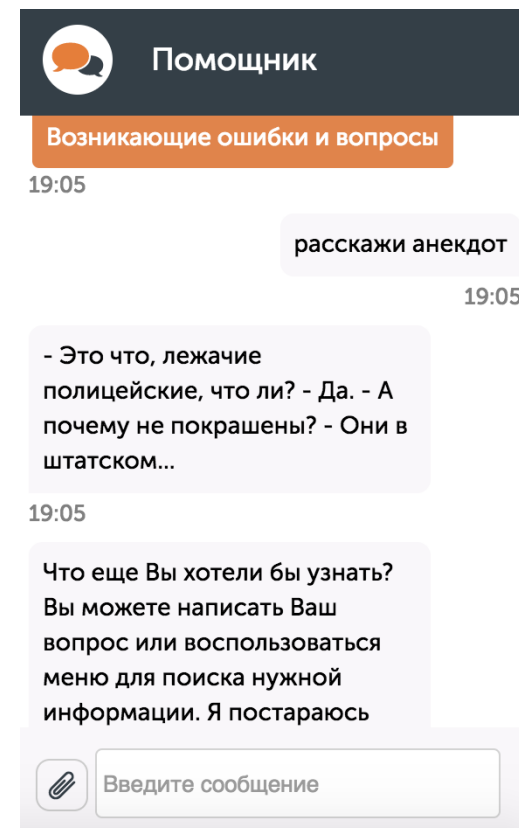 Помощник
Возникающие ошибки и вопросы
19:05
расскажи анекдот
19:05
- Это что, лежачие
полицейские, что ли? - Да. - А
почему не покрашены? - Они в
штатском...
19:05
Что еще Вы хотели бы узнать?
Вы можете написать Ваш
вопрос или воспользоваться
меню для поиска нужной
информации. Я постараюсь
Введите сообщение